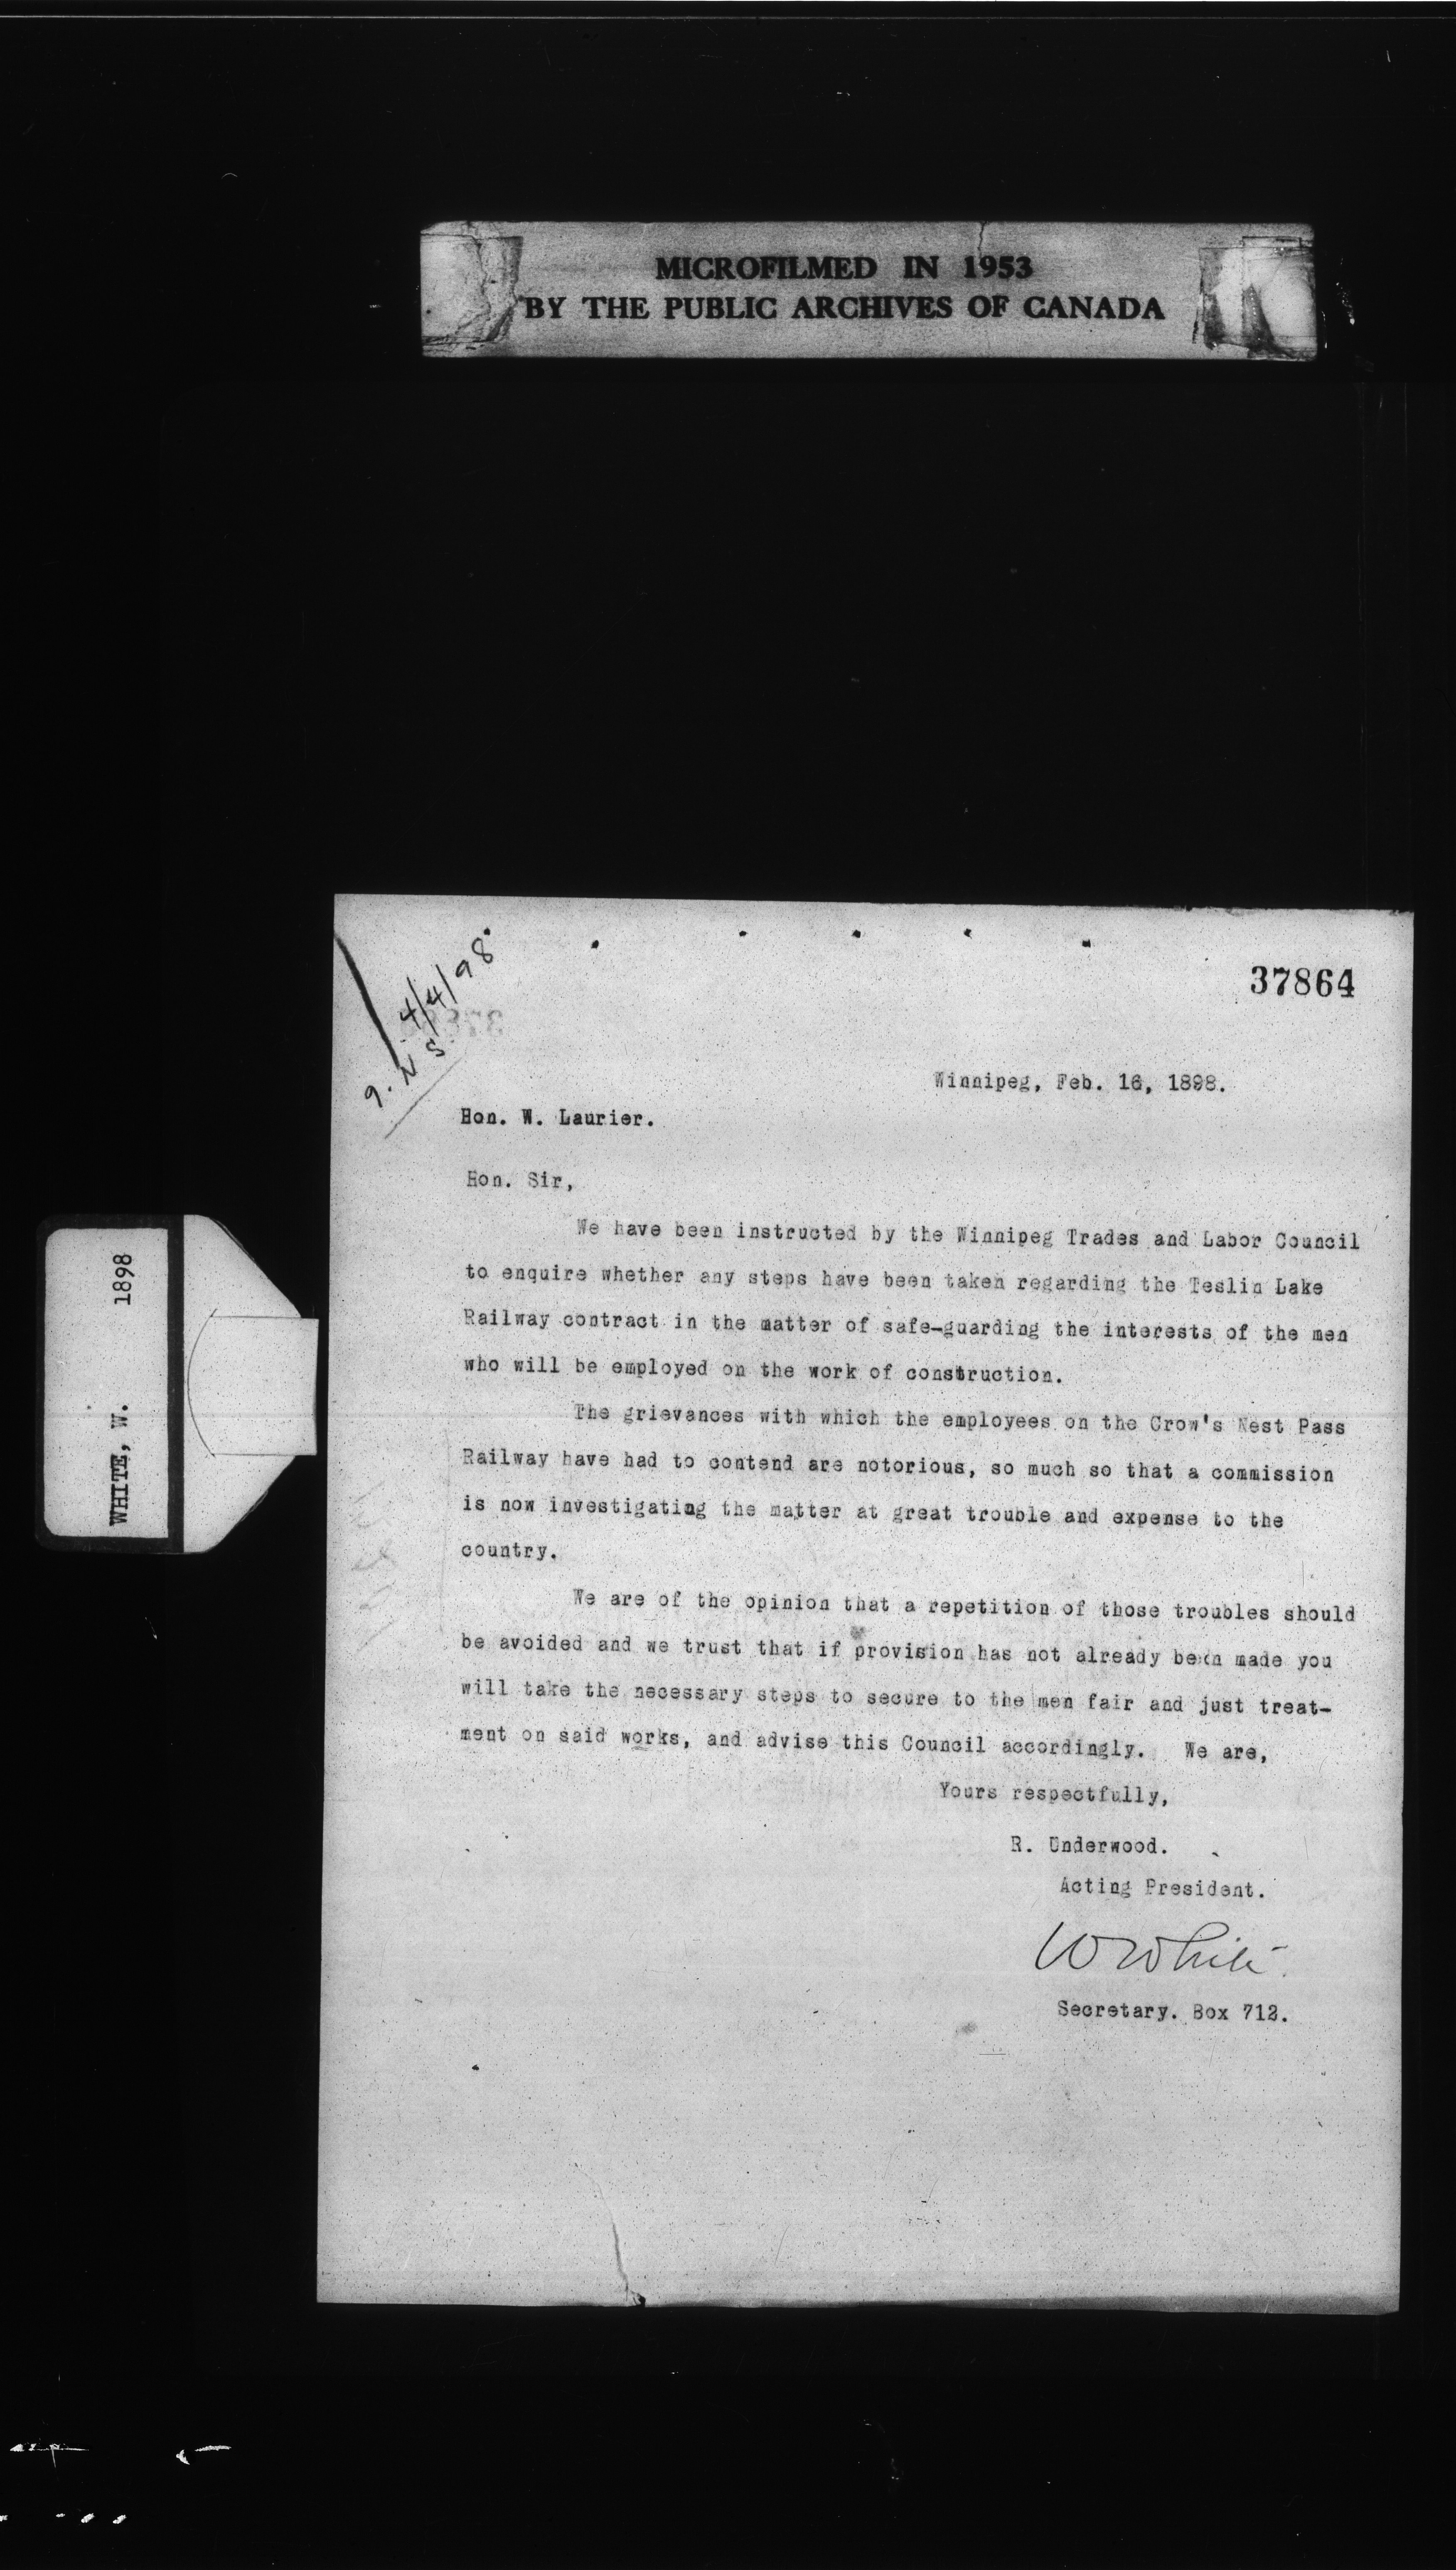 MICROFILMED IN 1953
BY THE PUBLIC ARCHIVES OF CANADA
37864
4/4/98
9. N S
Winnipeg, Feb. 16, 1898.
Hon. W. Laurier.
Hon. Sir,
We have been instructed by the Winnipeg Trades and Labor Council
to enquire whether any steps have been taken regarding the Teslin Lake
Railway contract in the matter of safe-guarding the interests of the men
who will be employed on the work of construction.
The grievances with which the employees on the Crow's Nest Pass
Railway have had to contend are notorious, so much so that a commission
is now investigating the matter at great trouble and expense to the
country.
We are of the opinion that a repetition of those troubles should
be avoided and we trust that if provision has not already been made you
will take the necessary steps to secure to the men fair and just treat-
ment on said works, and advise this Council accordingly. We are,
Yours respectfully,
R. Underwood.
Acting President.
W White
Secretary. Box 712.
WHITE, W. 1898